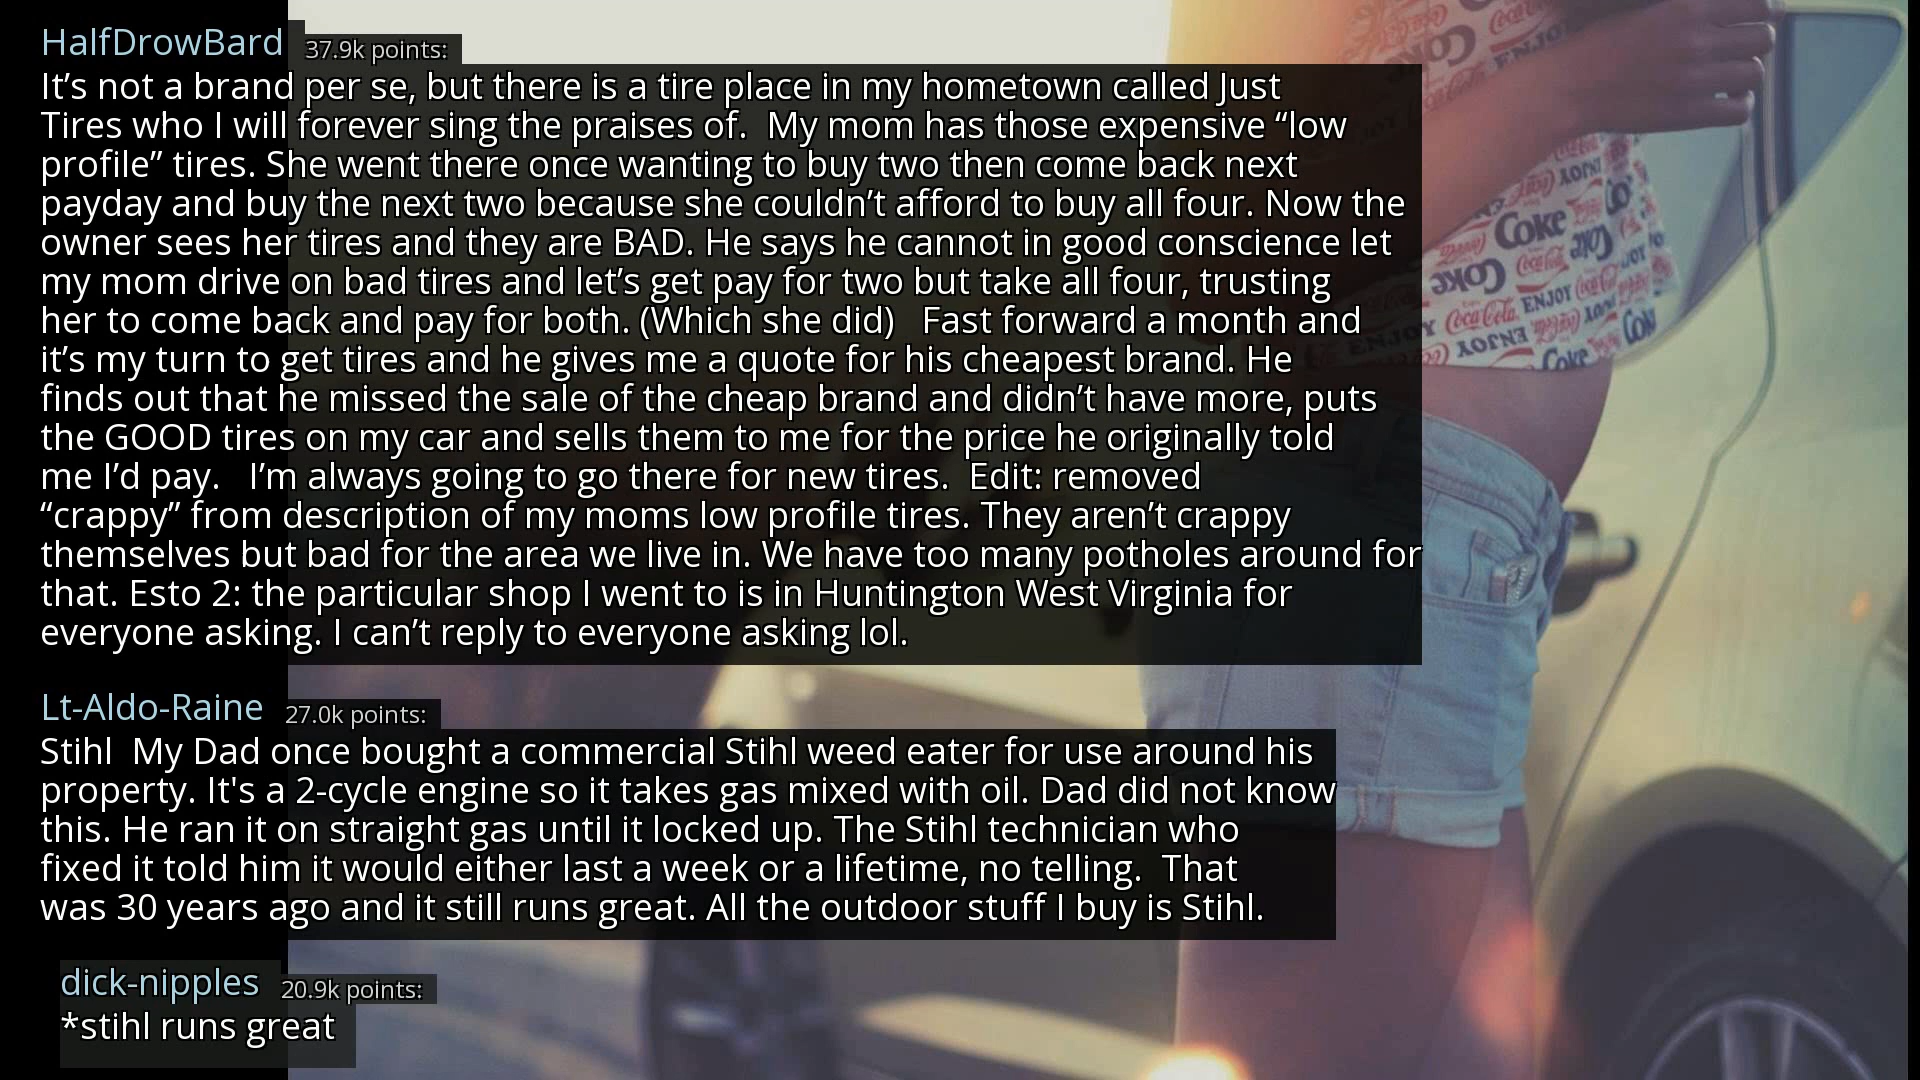 HalfDrowBard 37.9k points:
It’s not a brand per se, but there is a tire place in my hometown called Just
Tires who I will forever sing the praises of.  My mom has those expensive “low
profile” tires. She went there once wanting to buy two then come back next
payday and buy the next two because she couldn’t afford to buy all four. Now the
owner sees her tires and they are BAD. He says he cannot in good conscience let
my mom drive on bad tires and let’s get pay for two but take all four, trusting
her to come back and pay for both. (Which she did)   Fast forward a month and
it’s my turn to get tires and he gives me a quote for his cheapest brand. He
finds out that he missed the sale of the cheap brand and didn’t have more, puts
the GOOD tires on my car and sells them to me for the price he originally told
me I’d pay.   I’m always going to go there for new tires.  Edit: removed
“crappy” from description of my moms low profile tires. They aren’t crappy
themselves but bad for the area we live in. We have too many potholes around for
that. Esto 2: the particular shop I went to is in Huntington West Virginia for
everyone asking. I can’t reply to everyone asking lol.
Lt-Aldo-Raine 27.0k points:
Stihl  My Dad once bought a commercial Stihl weed eater for use around his
property. It's a 2-cycle engine so it takes gas mixed with oil. Dad did not know
this. He ran it on straight gas until it locked up. The Stihl technician who
fixed it told him it would either last a week or a lifetime, no telling.  That
was 30 years ago and it still runs great. All the outdoor stuff I buy is Stihl.
dick-nipples 20.9k points:
*stihl runs great
Coke
Coca-Cola
ENJOY
Coke